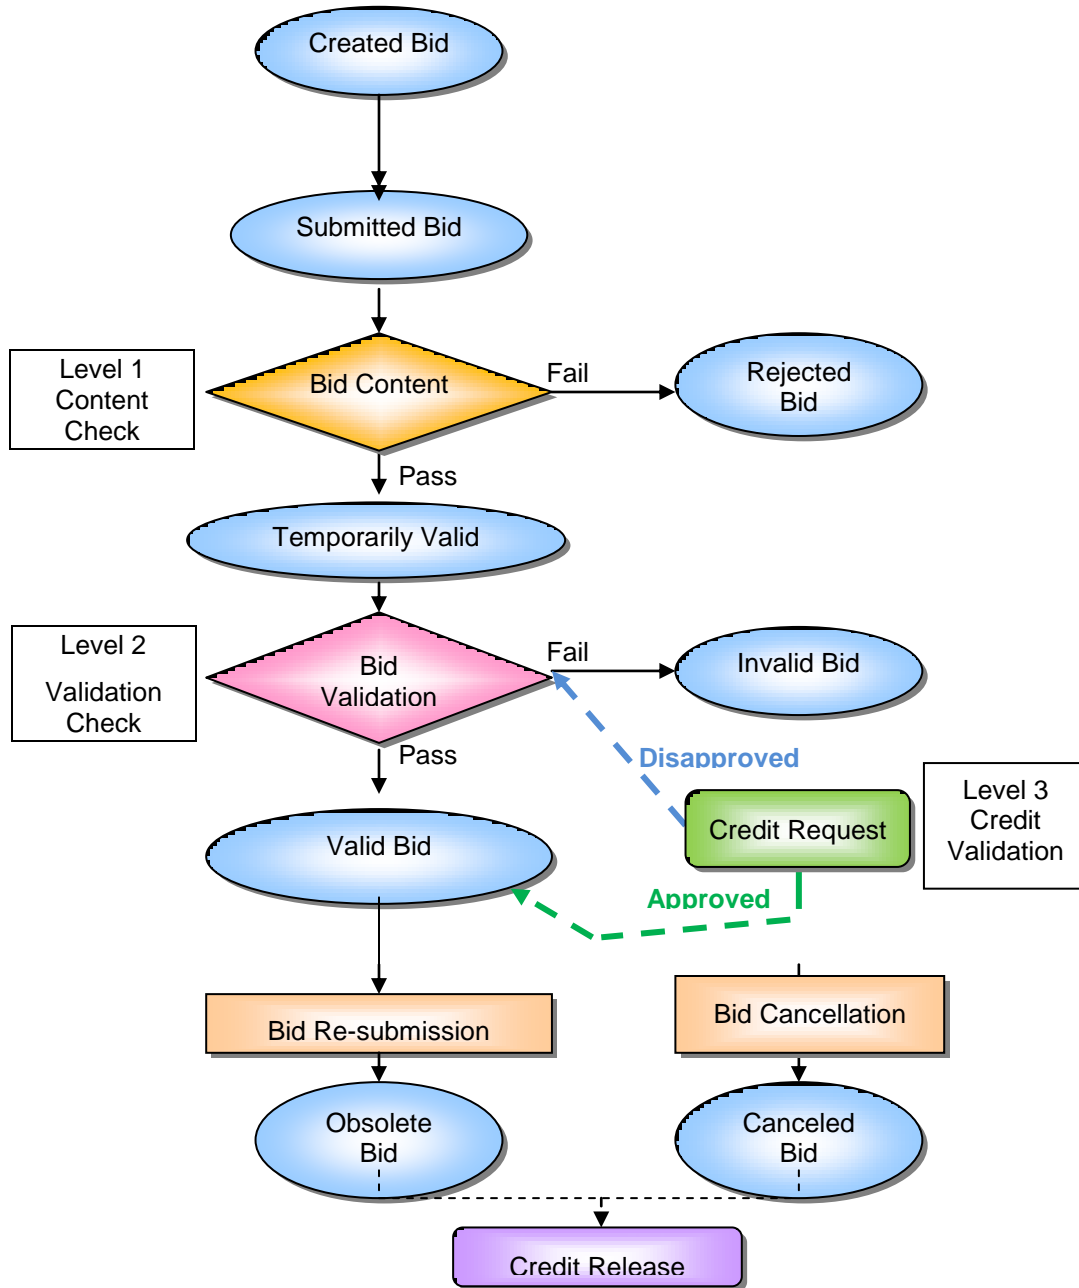 Created Bid
Submitted Bid
Level 1
Content
Check
Bid Content
Fail
Rejected
Bid
Pass
Temporarily Valid
Level 2
Validation
Check
Bid
Validation
Fail
Invalid Bid
Pass
Disapproved
Valid Bid
Credit Request
Level 3
Credit
Validation
Approved
Bid Re-submission
Bid Cancellation
Obsolete
Bid
Canceled
Bid
Credit Release